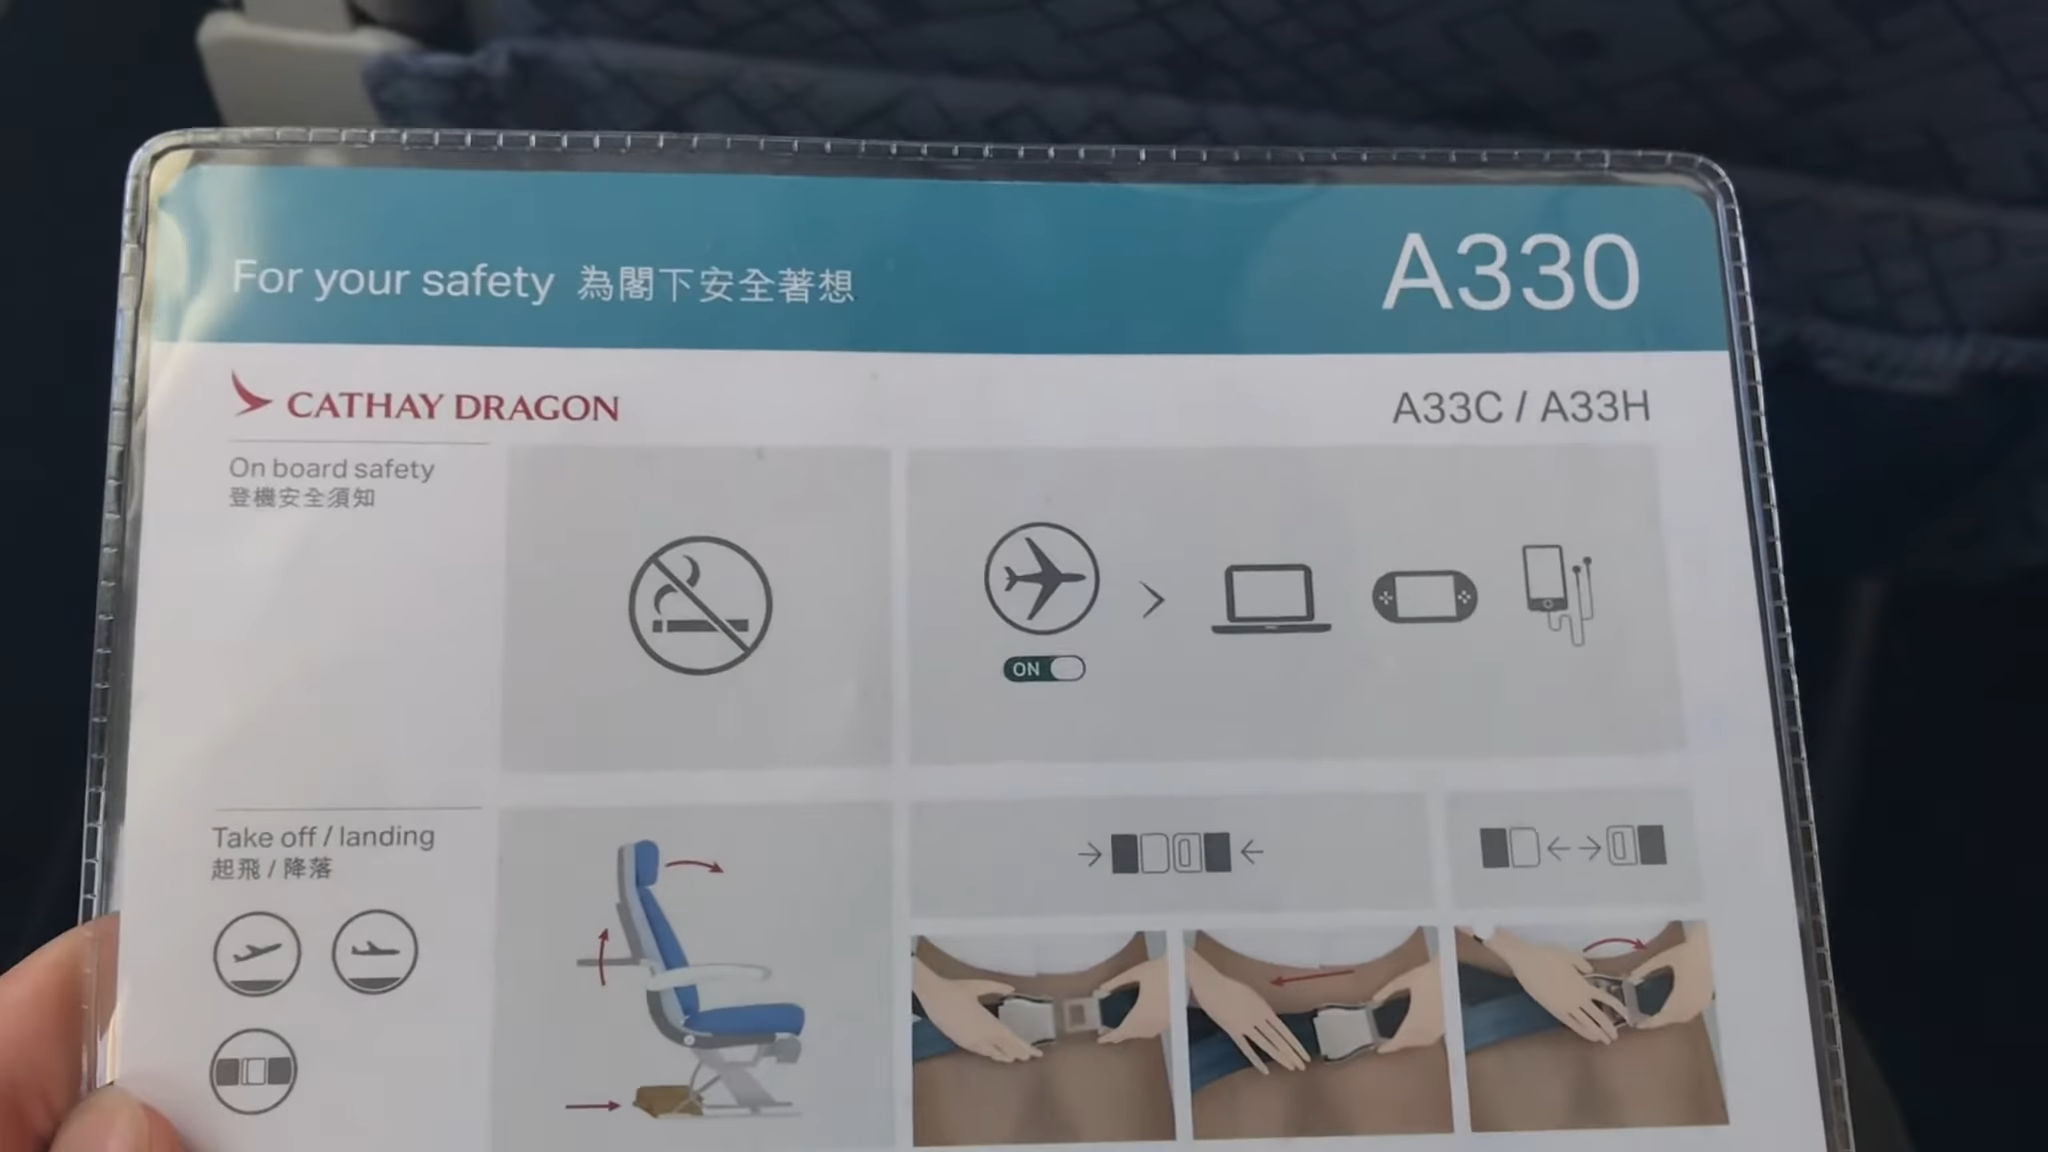 For your safety 為閣下安全著想
A330
CATHAY DRAGON
A33C / A33H
On board safety
登機安全須知
ON
Take off / landing
起飛 / 降落